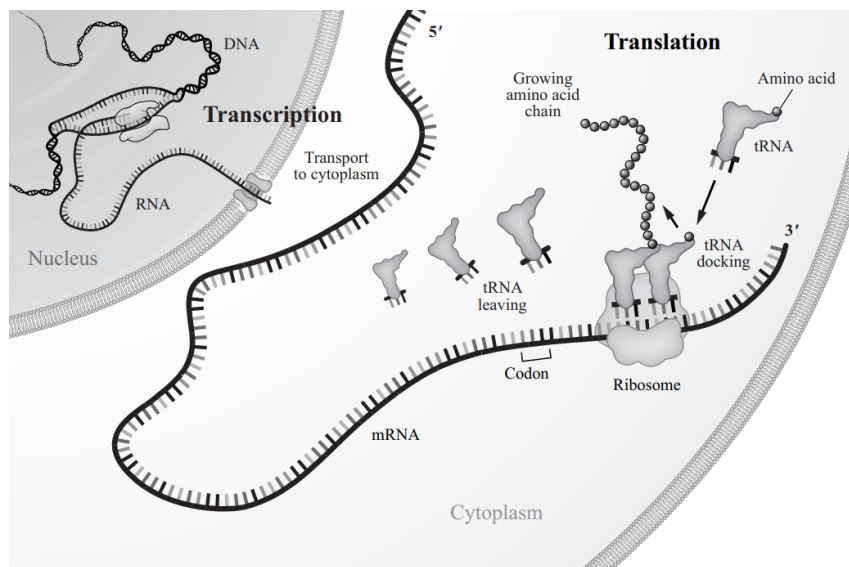 DNA
5′
Translation
Growing
amino acid
chain
Amino acid
Transcription
tRNA
Transport
to cytoplasm
RNA
3′
Nucleus
tRNA
docking
tRNA
leaving
Codon
Ribosome
mRNA
Cytoplasm